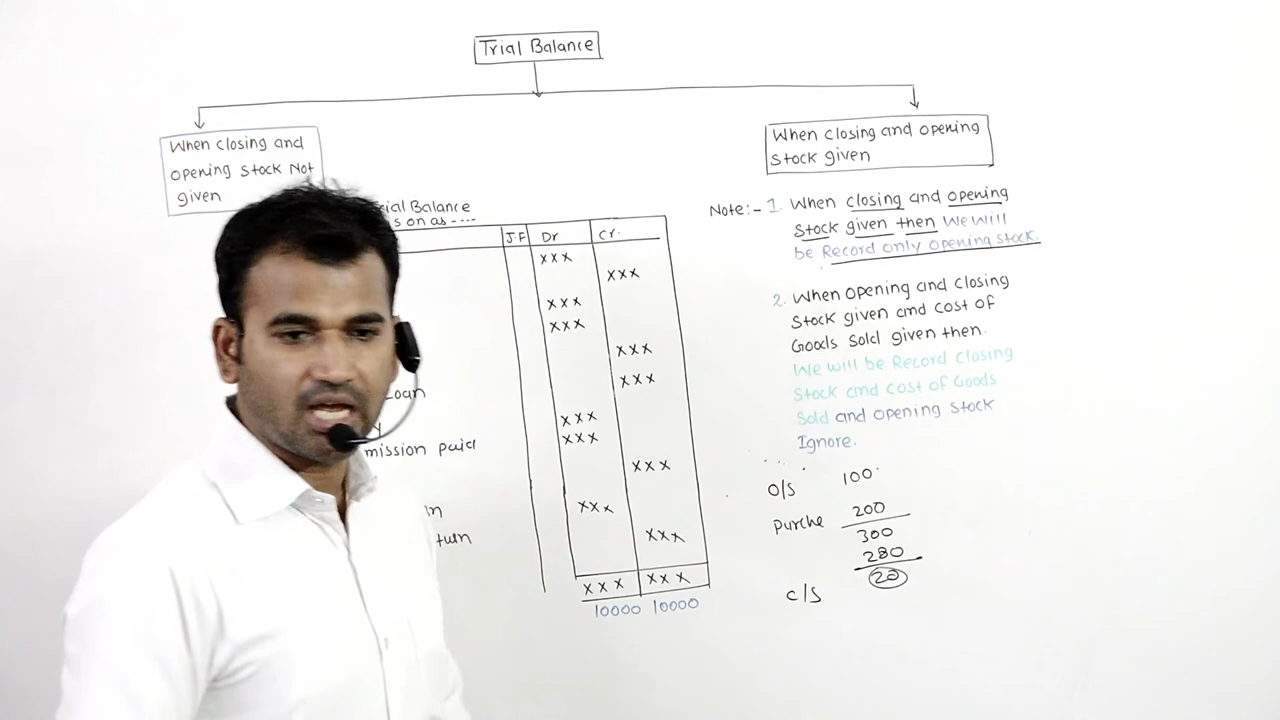 Trial Balance
When closing and
opening stock Not
given
rial Balance
s on as ----
J.F Dr Cr.
xxx
xxx
xxx
xxx
xxx
xxx
Loan
xxx
y
xxx
mission paid
xxx
xxx
xxx
xxx xxx
10000 10000
When closing and opening
stock given
Note:- 1. When closing and opening
stock given then We will
be Record only opening stock.
2. When opening and closing
Stock given and cost of
Goods Sold given then.
We will be Record closing
Stock and cost of Goods
Sold and opening stock
Ignore.
O/S 100
Purche 200
300
280
C/S 20